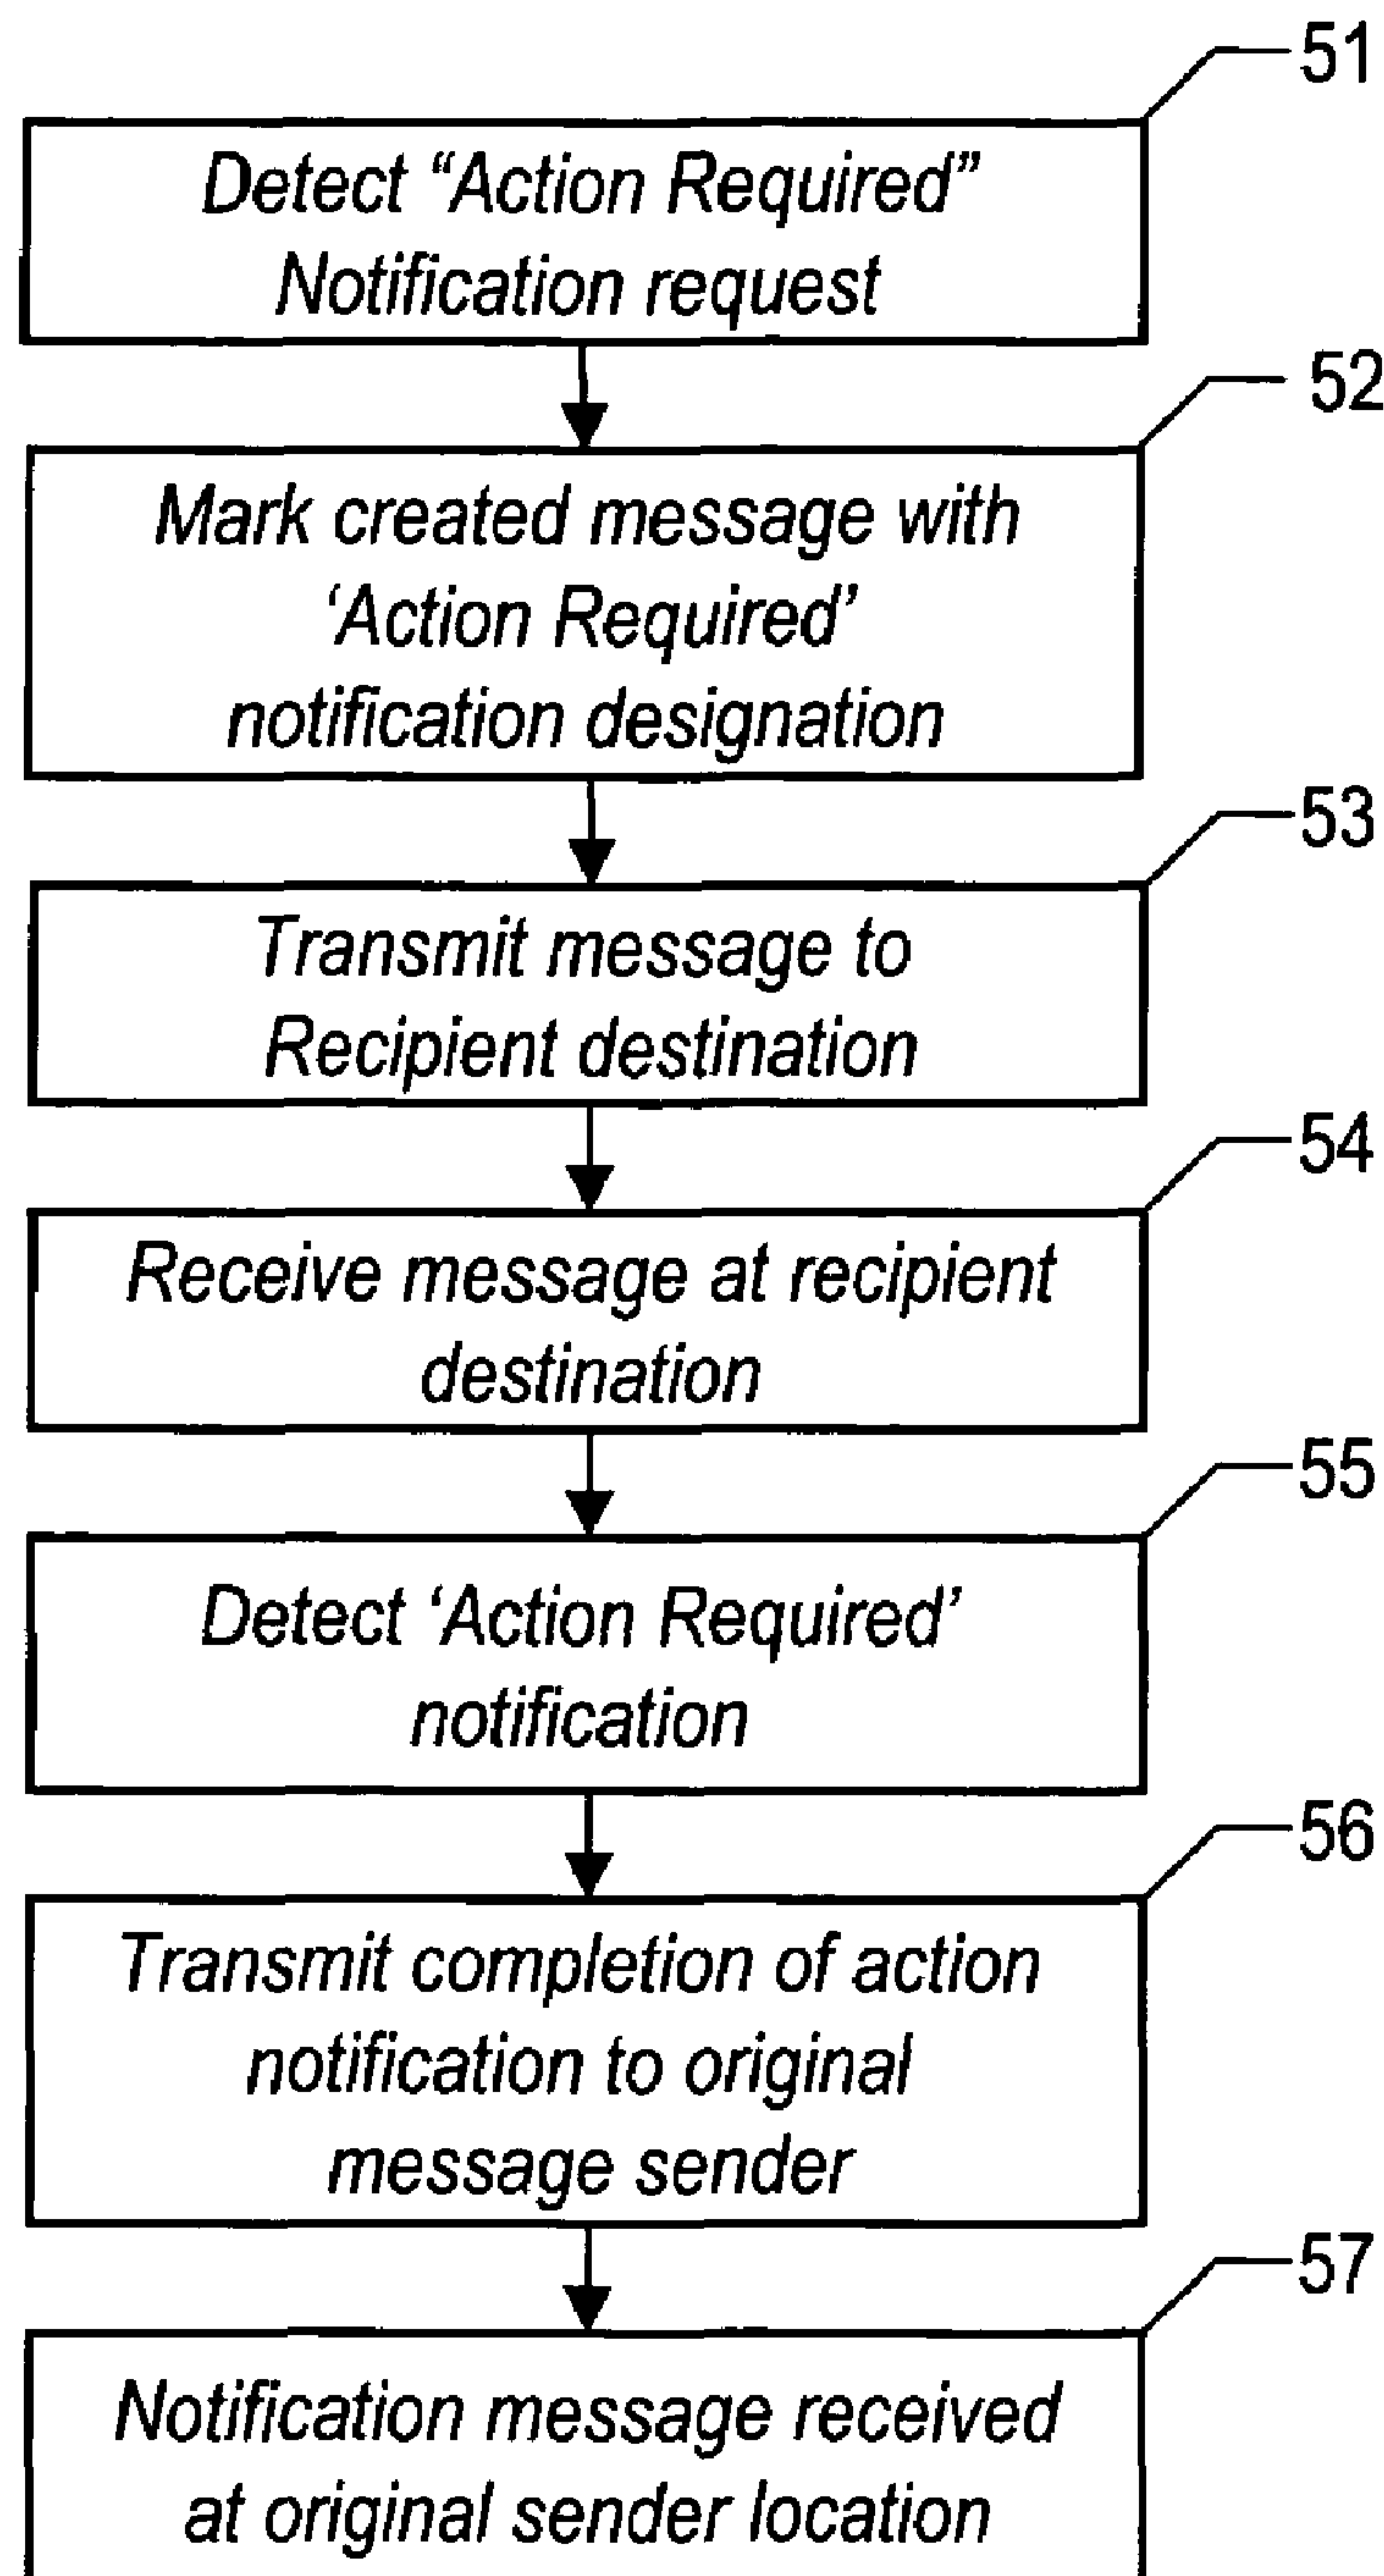 51
Detect “Action Required”
Notification request
52
Mark created message with
‘Action Required’
notification designation
53
Transmit message to
Recipient destination
54
Receive message at recipient
destination
55
Detect ‘Action Required’
notification
56
Transmit completion of action
notification to original
message sender
57
Notification message received
at original sender location